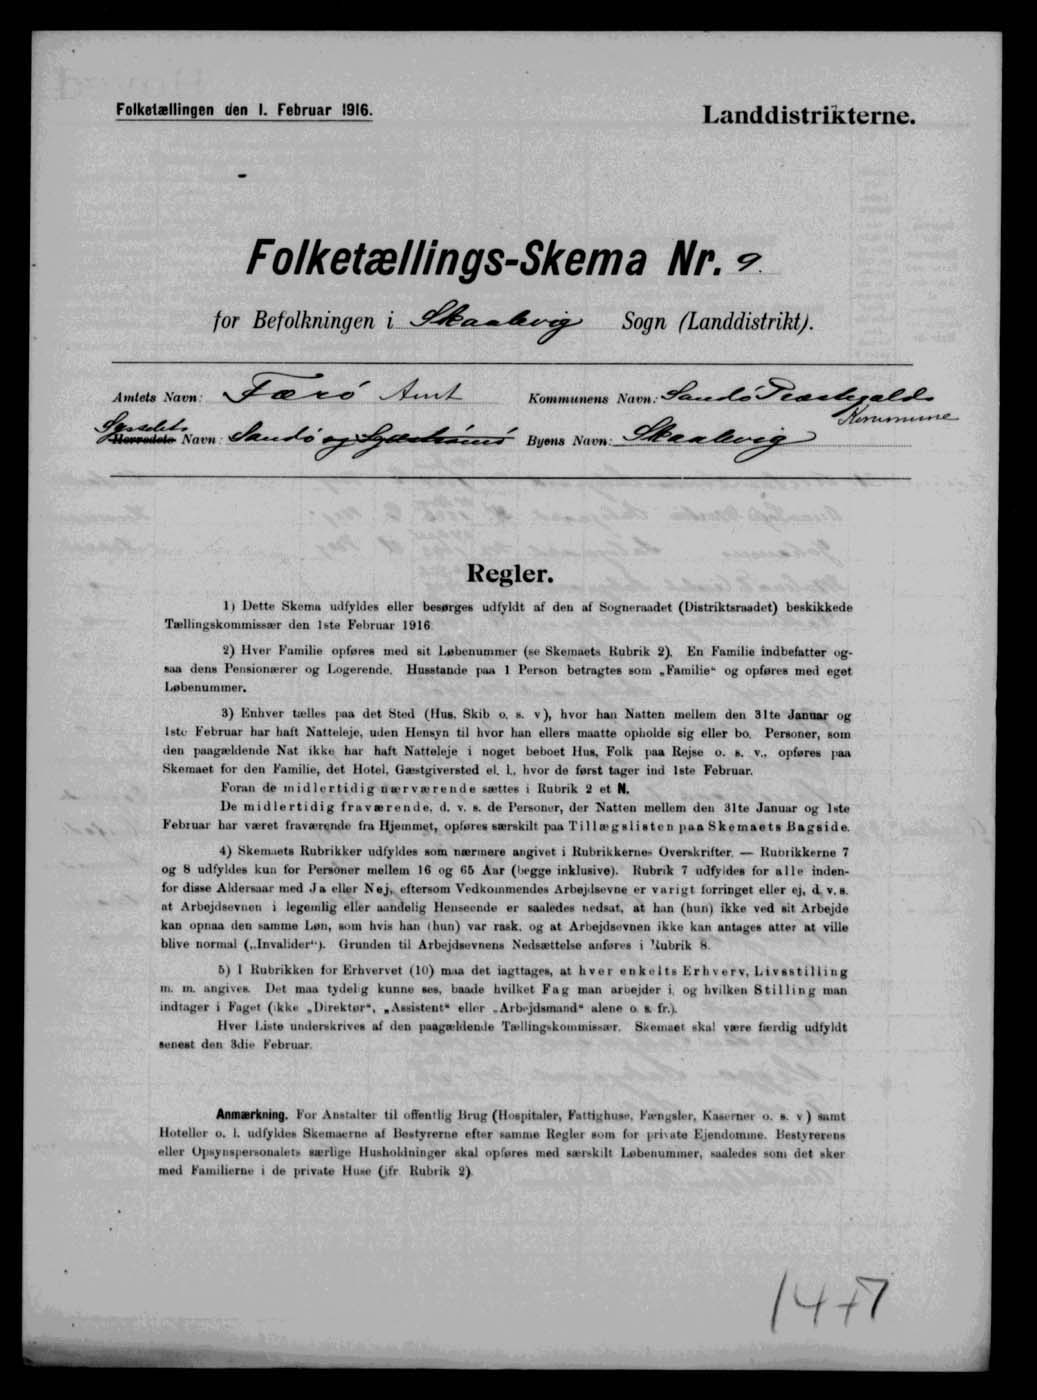 Folketællingen den 1. Februar 1916.
Landdistrikterne.
Folketællings-Skema Nr. 9.
for Befolkningen i Skaalevig Sogn (Landdistrikt).
Amtets Navn: Færø Amt
Kommunens Navn: Sandø Præstegjelds
Kommune
Sysselets
Herredets Navn: Sandø og
Byens Navn: Skaalevig
Regler.
1) Dette Skema udfyldes eller besørges udfyldt af den af Sogneraadet (Distriktsraadet) beskikkede
Tællingskommissær den 1ste Februar 1916
2) Hver Familie opføres med sit Løbenummer (se Skemaets Rubrik 2). En Familie indbefatter og-
saa dens Pensionærer og Logerende. Husstande paa 1 Person betragtes som „Familie“ og opføres med eget
Løbenummer.
3) Enhver tælles paa det Sted (Hus, Skib o. s. v), hvor han Natten mellem den 31te Januar og
1ste Februar har haft Natteleje, uden Hensyn til hvor han ellers maatte opholde sig eller bo. Personer, som
den paagældende Nat ikke har haft Natteleje i noget beboet Hus, Folk paa Rejse o. s. v., opføres paa
Skemaet for den Familie, det Hotel, Gæstgiversted el. l., hvor de først tager ind 1ste Februar.
Foran de midlertidig nærværende sættes i Rubrik 2 et N.
De midlertidig fraværende, d. v. s. de Personer, der Natten mellem den 31te Januar og 1ste
Februar har været fraværende fra Hjemmet, opføres særskilt paa Tillægslisten paa Skemaets Bagside.
4) Skemaets Rubrikker udfyldes som nærmere angivet i Rubrikkernes Overskrifter. — Rubrikkerne 7
og 8 udfyldes kun for Personer mellem 16 og 65 Aar (begge inklusive). Rubrik 7 udfyldes for alle inden-
for disse Aldersaar med Ja eller Nej, eftersom Vedkommendes Arbejdsevne er varigt forringet eller ej, d. v. s.
at Arbejdsevnen i legemlig eller aandelig Henseende er saaledes nedsat, at han (hun) ikke ved sit Arbejde
kan opnaa den samme Løn, som hvis han (hun) var rask, og at Arbejdsevnen ikke kan antages atter at ville
blive normal („Invalider“). Grunden til Arbejdsevnens Nedsættelse anføres i Rubrik 8.
5) I Rubrikken for Erhvervet (10) maa det iagttages, at hver enkelts Erhverv, Livsstilling
m. m. angives. Det maa tydelig kunne ses, baade hvilket Fag man arbejder i, og hvilken Stilling man
indtager i Faget (ikke „Direktør“, „Assistent“ eller „Arbejdsmand“ alene o. s. fr.).
Hver Liste underskrives af den paagældende Tællingskommissær. Skemaet skal være færdig udfyldt
senest den 3die Februar.
Anmærkning. For Anstalter til offentlig Brug (Hospitaler, Fattighuse, Fængsler, Kaserner o. s. v) samt
Hoteller o. l. udfyldes Skemaerne af Bestyrerne efter samme Regler som for private Ejendomme. Bestyrerens
eller Opsynspersonalets særlige Husholdninger skal opføres med særskilt Løbenummer, saaledes som det sker
med Familierne i de private Huse (jfr. Rubrik 2)
14+7